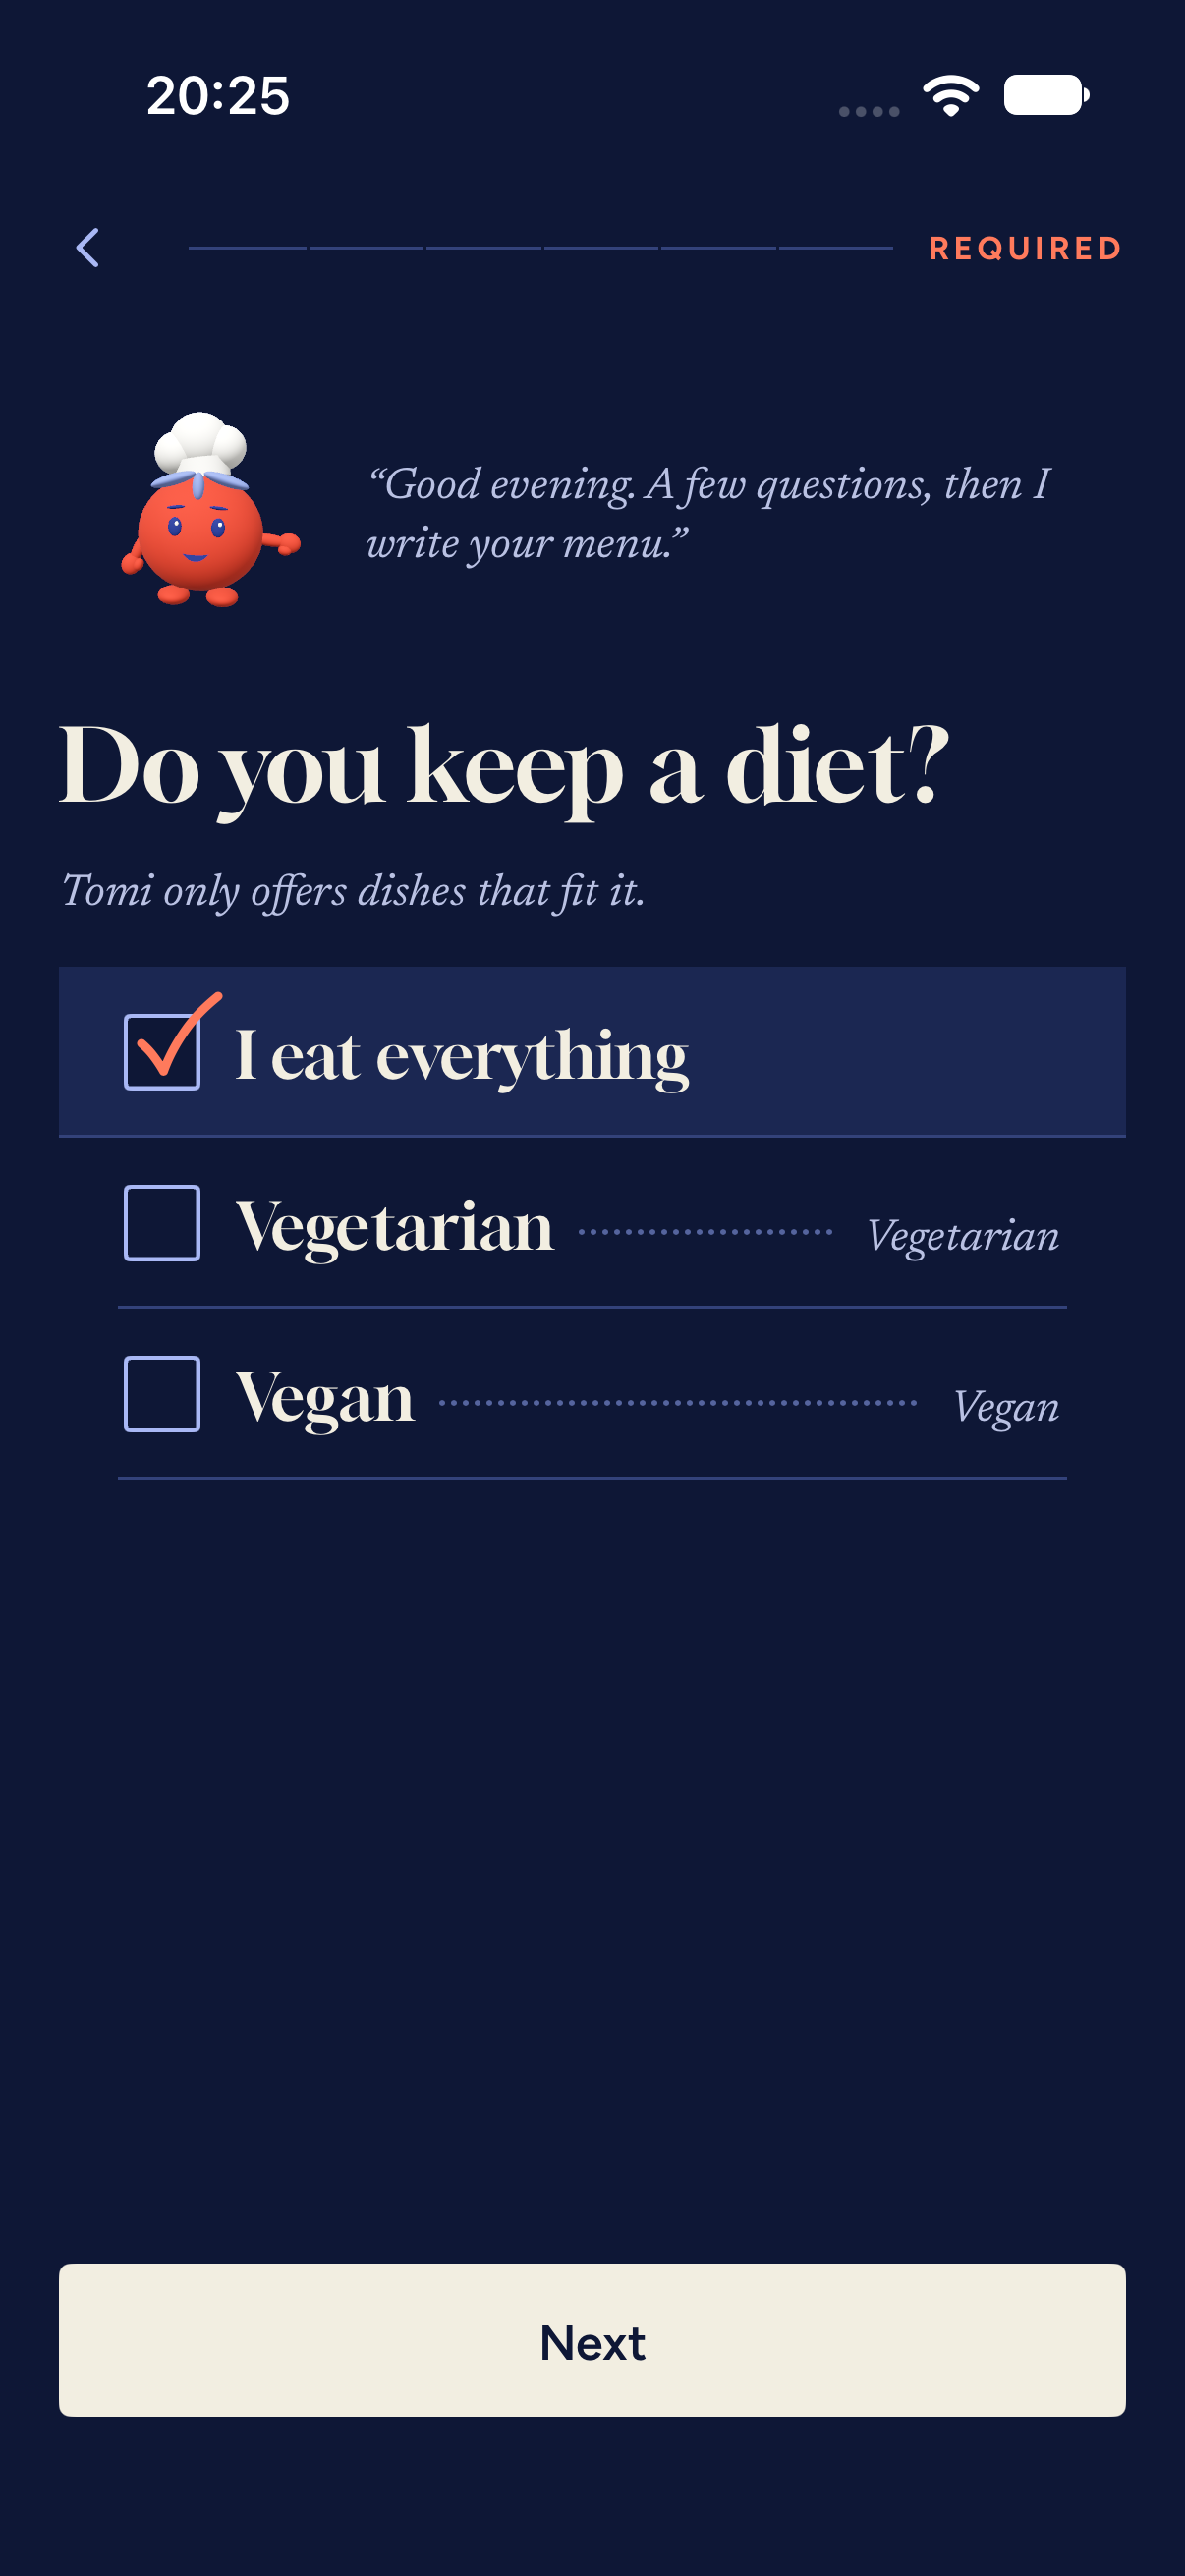 20:25
REQUIRED
“Good evening. A few questions, then I
write your menu.”
Do you keep a diet?
Tomi only offers dishes that fit it.
I eat everything
Vegetarian Vegetarian
Vegan Vegan
Next